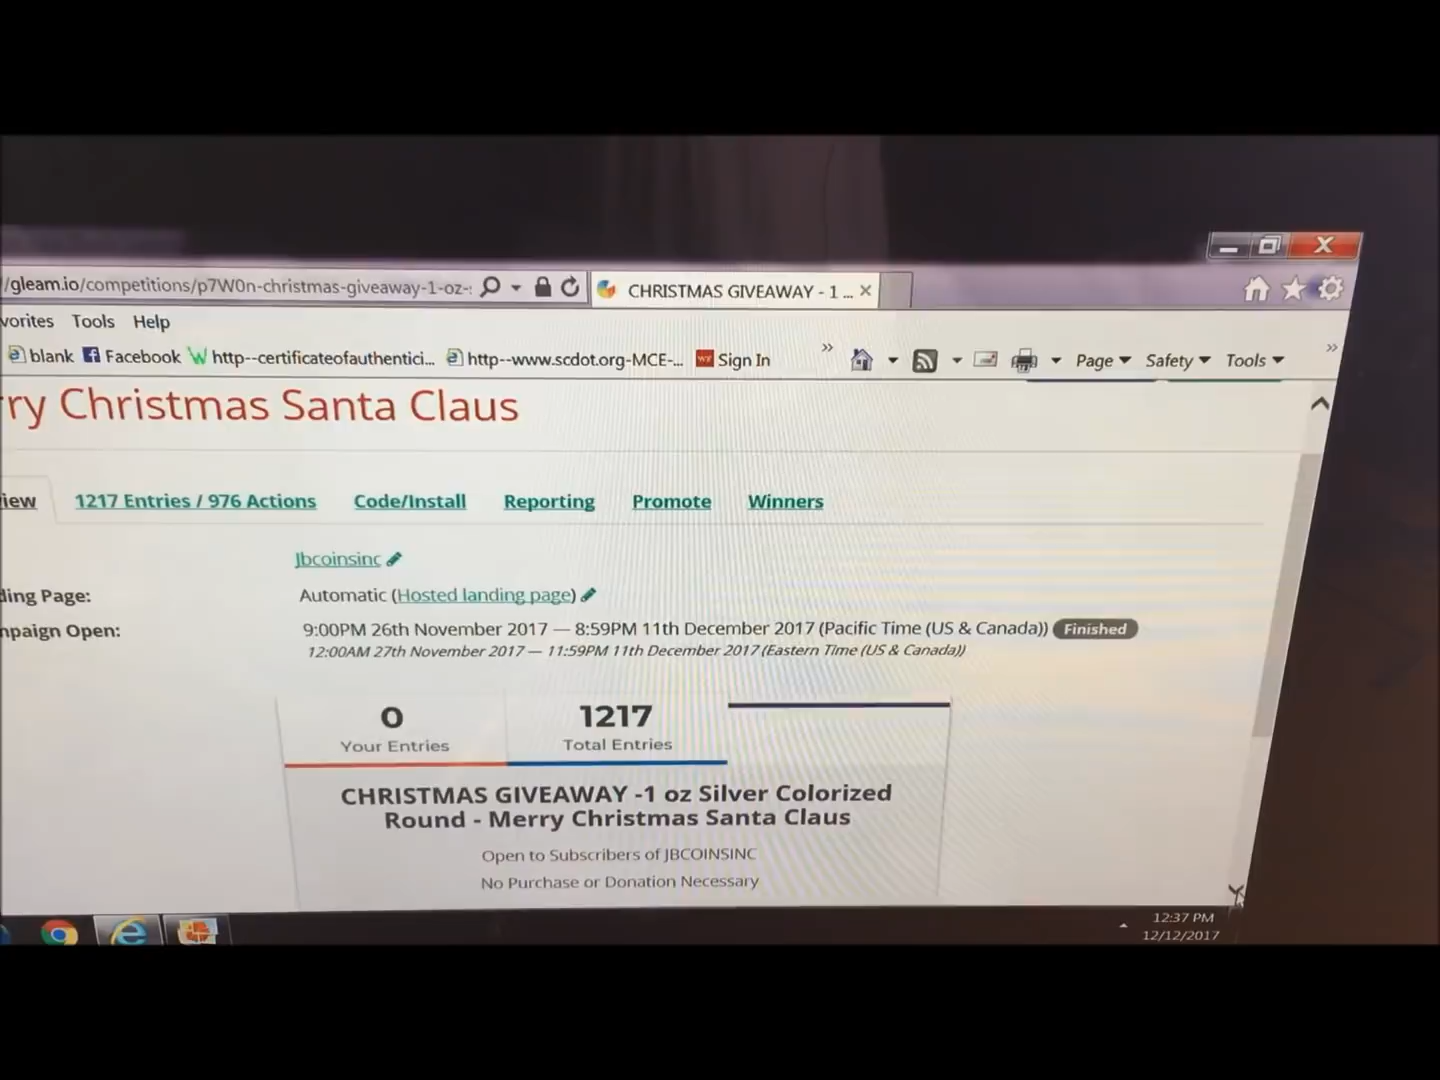 /gleam.io/competitions/p7W0n-christmas-giveaway-1-oz-
CHRISTMAS GIVEAWAY - 1 ...
vorites Tools Help
blank Facebook http--certificateofauthentici... http--www.scdot.org-MCE-... Sign In » Page Safety Tools »
ry Christmas Santa Claus
iew 1217 Entries / 976 Actions Code/Install Reporting Promote Winners
Jbcoinsinc
ding Page: Automatic (Hosted landing page)
mpaign Open: 9:00PM 26th November 2017 — 8:59PM 11th December 2017 (Pacific Time (US & Canada)) Finished
12:00AM 27th November 2017 — 11:59PM 11th December 2017 (Eastern Time (US & Canada))
0 1217
Your Entries Total Entries
CHRISTMAS GIVEAWAY -1 oz Silver Colorized
Round - Merry Christmas Santa Claus
Open to Subscribers of JBCOINSINC
No Purchase or Donation Necessary
12:37 PM
12/12/2017